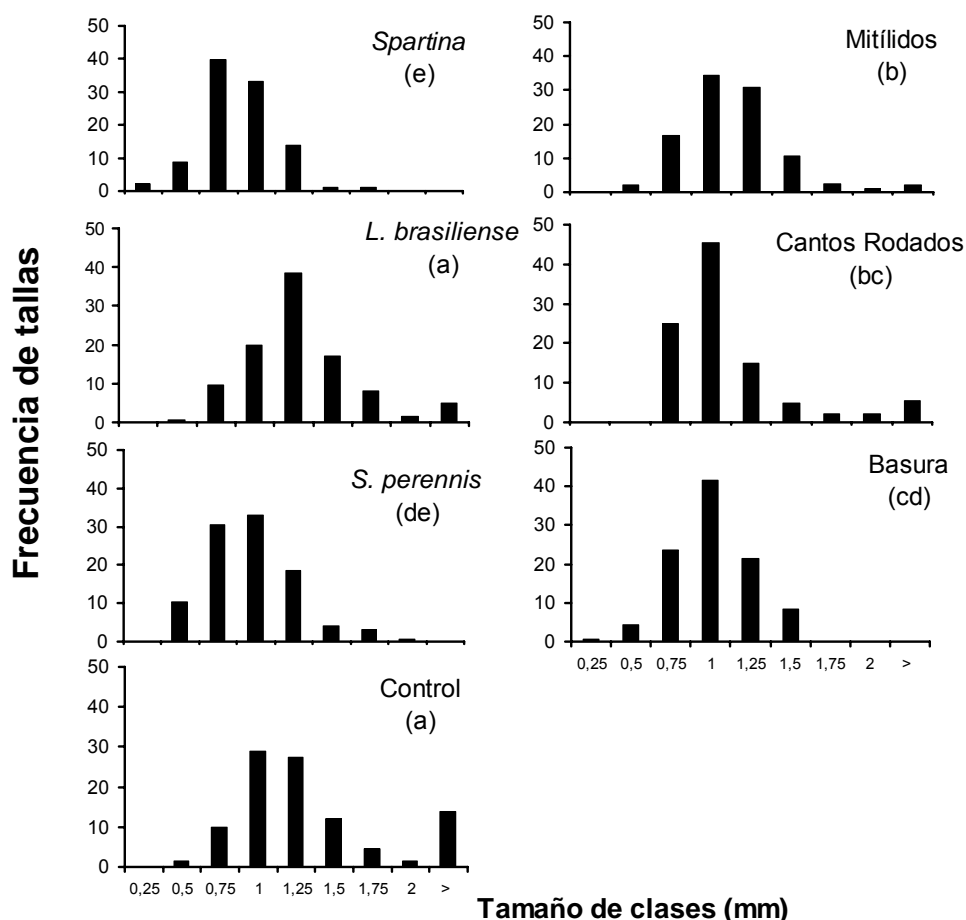 Frecuencia de tallas
50
40
30
20
10
0
Spartina
(e)
50
40
30
20
10
0
Mitílidos
(b)
50
40
30
20
10
0
L. brasiliense
(a)
50
40
30
20
10
0
Cantos Rodados
(bc)
50
40
30
20
10
0
S. perennis
(de)
50
40
30
20
10
0
Basura
(cd)
0,25 0,5 0,75 1 1,25 1,5 1,75 2 >
50
40
30
20
10
0
Control
(a)
0,25 0,5 0,75 1 1,25 1,5 1,75 2 >
Tamaño de clases (mm)